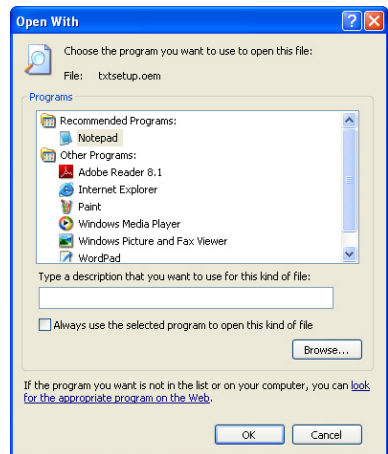 Open With
Choose the program you want to use to open this file:
File: txtsetup.oem
Programs
Recommended Programs:
Notepad
Other Programs:
Adobe Reader 8.1
Internet Explorer
Paint
Windows Media Player
Windows Picture and Fax Viewer
WordPad
Type a description that you want to use for this kind of file:
Always use the selected program to open this kind of file
Browse...
If the program you want is not in the list or on your computer, you can look
for the appropriate program on the Web.
OK Cancel